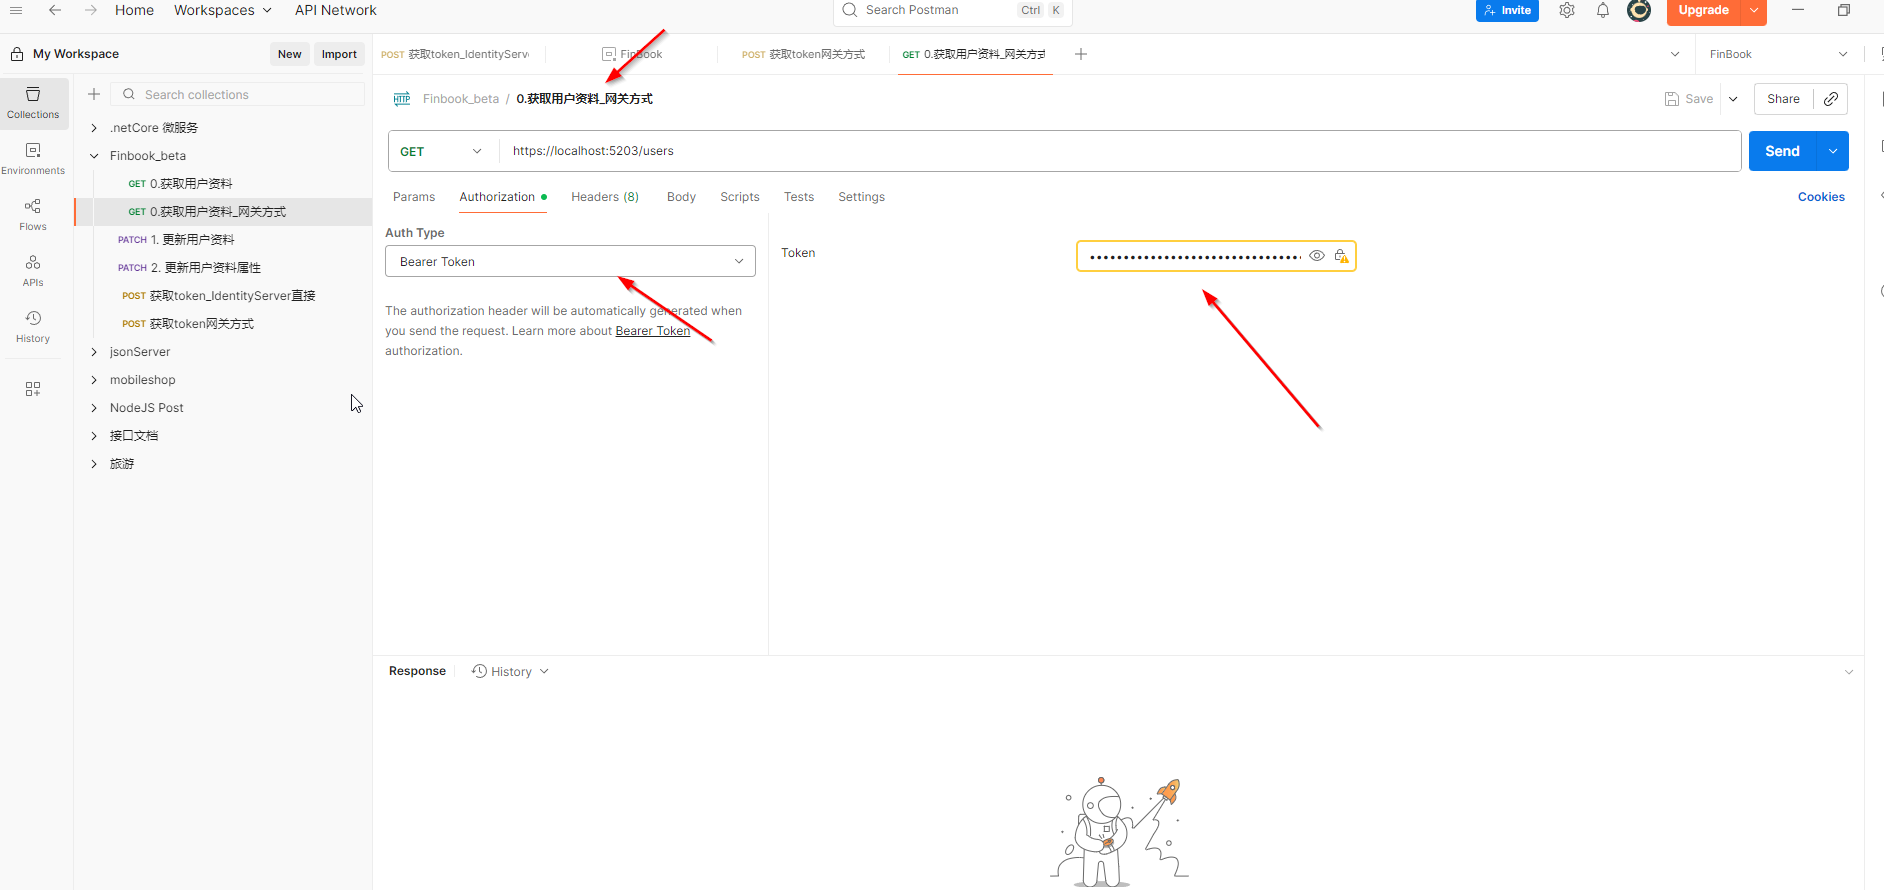 Home Workspaces API Network Search Postman Ctrl K Invite Upgrade
My Workspace New Import POST 获取token_IdentityServ FinBook POST 获取token网关方式 GET 0.获取用户资料_网关方式 FinBook
Search collections
Finbook_beta / 0.获取用户资料_网关方式 Save Share
Collections
Environments
Flows
APIs
History
.netCore 微服务
Finbook_beta
GET 0.获取用户资料
GET 0.获取用户资料_网关方式
PATCH 1. 更新用户资料
PATCH 2. 更新用户资料属性
POST 获取token_IdentityServer直接
POST 获取token网关方式
jsonServer
mobileshop
NodeJS Post
接口文档
旅游
GET https://localhost:5203/users Send
Params Authorization Headers (8) Body Scripts Tests Settings Cookies
Auth Type
Bearer Token
The authorization header will be automatically generated when
you send the request. Learn more about Bearer Token
authorization.
Token
Response History